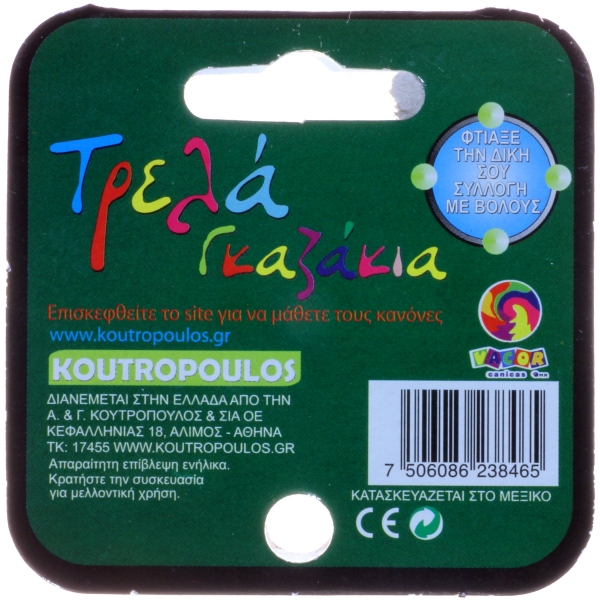 ΦΤΙΑΞΕ
ΤΗΝ ΔΙΚΗ
ΣΟΥ
ΣΥΛΛΟΓΗ
ΜΕ ΒΟΛΟΥΣ
Τρελά
γκαζάκια
Επισκεφθείτε το site για να μάθετε τους κανόνες
www.koutropoulos.gr
KOUTROPOULOS
VACOR
canicas
ΔΙΑΝΕΜΕΤΑΙ ΣΤΗΝ ΕΛΛΑΔΑ ΑΠΟ ΤΗΝ
Α. & Γ. ΚΟΥΤΡΟΠΟΥΛΟΣ & ΣΙΑ ΟΕ
ΚΕΦΑΛΛΗΝΙΑΣ 18, ΑΛΙΜΟΣ - ΑΘΗΝΑ
ΤΚ: 17455 WWW.KOUTROPOULOS.GR
Απαραίτητη επίβλεψη ενήλικα.
Κρατήστε την συσκευασία
για μελλοντική χρήση.
7 506086 238465
ΚΑΤΑΣΚΕΥΑΖΕΤΑΙ ΣΤΟ ΜΕΞΙΚΟ
CE